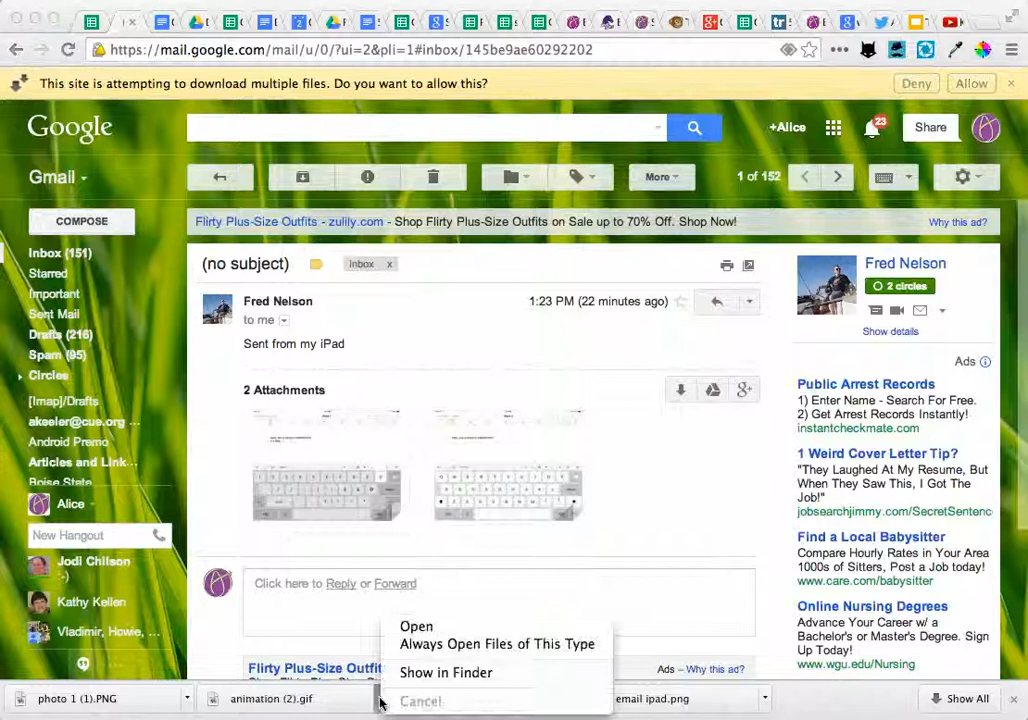 https://mail.google.com/mail/u/0/?ui=2&pli=1#inbox/145be9ae60292202
This site is attempting to download multiple files. Do you want to allow this?
Deny
Allow
Google
+Alice
23
Share
Gmail
More
1 of 152
COMPOSE
Flirty Plus-Size Outfits - zulily.com - Shop Flirty Plus-Size Outfits on Sale up to 70% Off. Shop Now!
Why this ad?
Inbox (151)
Starred
Important
Sent Mail
Drafts (216)
Spam (95)
Circles
[Imap]/Drafts
akeeler@cue.org ...
Android Premo
Articles and Link...
Boise State
Alice
New Hangout
Jodi Chilson
:-)
Kathy Kellen
Vladimir, Howie, ...
(no subject)
Inbox x
Fred Nelson
1:23 PM (22 minutes ago)
to me
Sent from my iPad
2 Attachments
Click here to Reply or Forward
Flirty Plus-Size Outfit
Ads – Why this ad?
Fred Nelson
2 circles
Show details
Ads
Public Arrest Records
1) Enter Name - Search For Free.
2) Get Arrest Records Instantly!
instantcheckmate.com
1 Weird Cover Letter Tip?
"They Laughed At My Resume, But
When They Saw This, I Got The
Job!"
jobsearchjimmy.com/SecretSentenc
Find a Local Babysitter
Compare Hourly Rates in Your Area
1000s of Sitters, Post a Job today!
www.care.com/babysitter
Online Nursing Degrees
Advance Your Career w/ a
Bachelor's or Master's Degree. Sign
Up Today!
www.wgu.edu/Nursing
Open
Always Open Files of This Type
Show in Finder
Cancel
photo 1 (1).PNG
animation (2).gif
email ipad.png
Show All